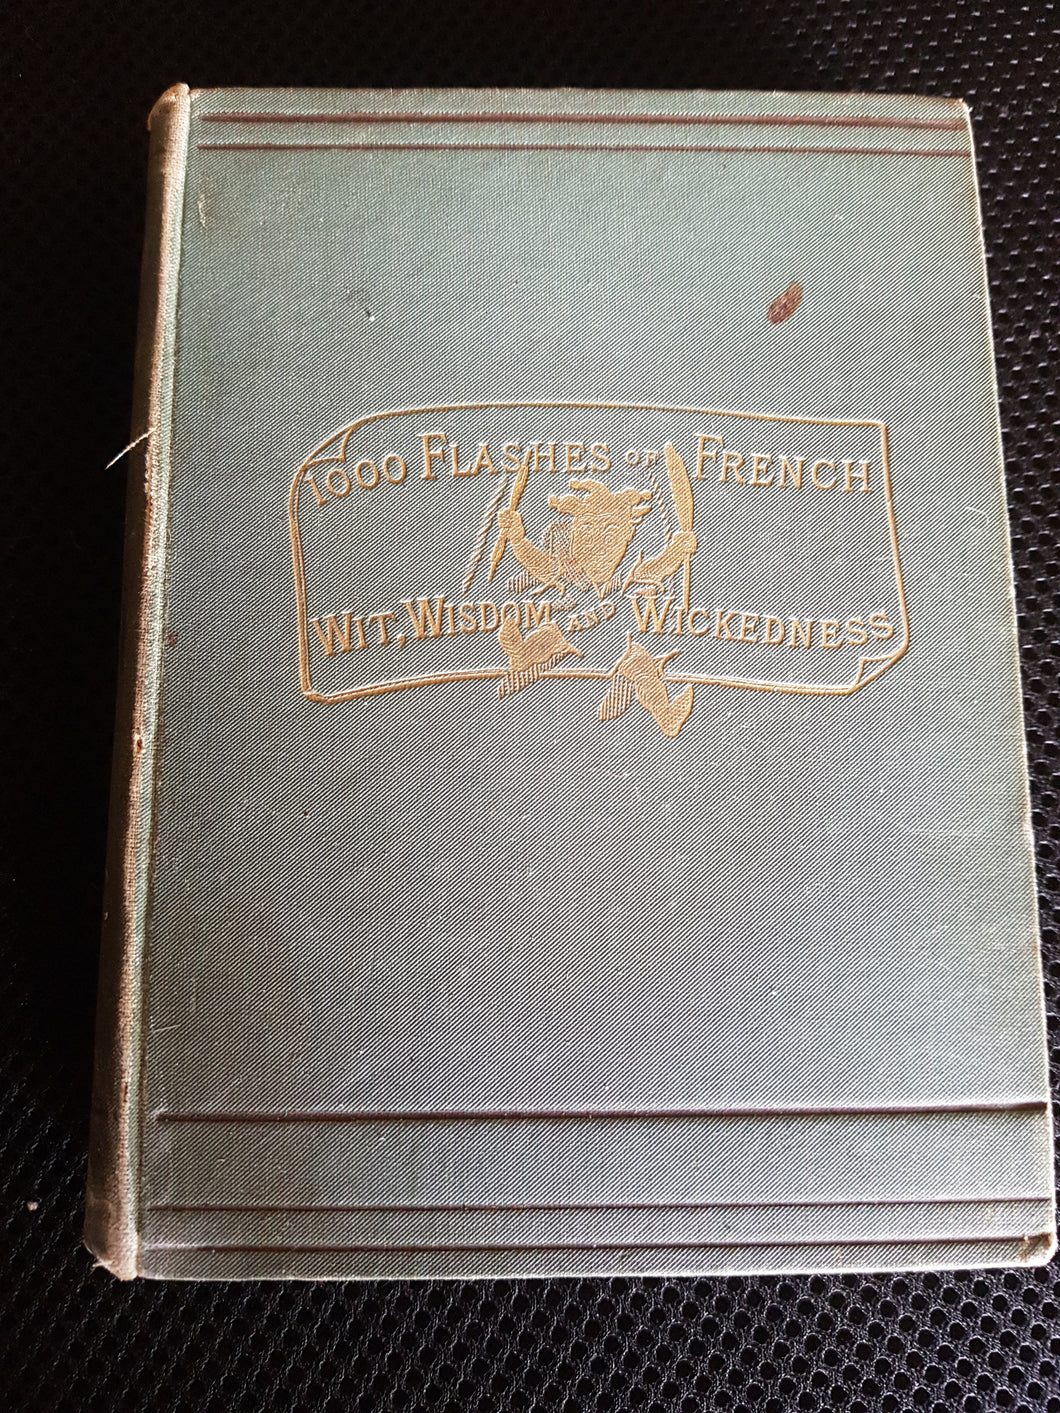 1000 FLASHES OF FRENCH
WIT, WISDOM AND WICKEDNESS